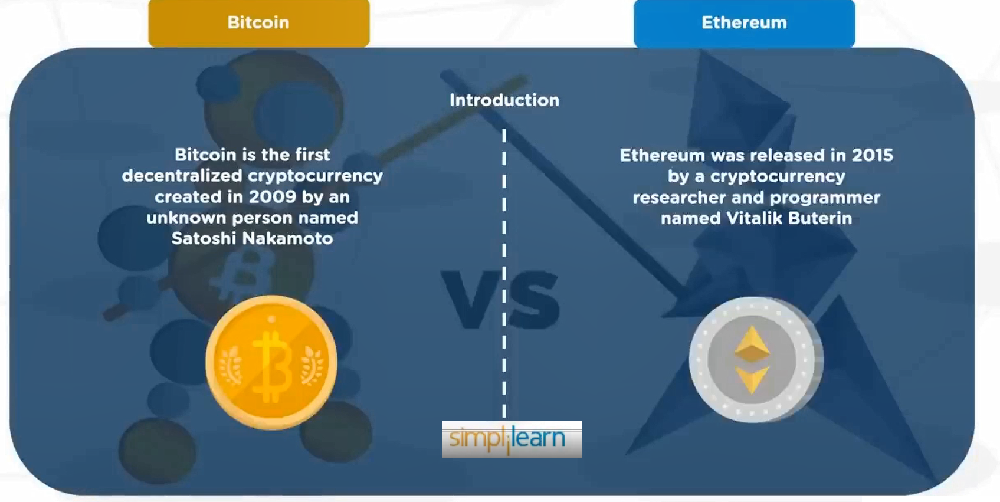 Bitcoin
Ethereum
Introduction
Bitcoin is the first
decentralized cryptocurrency
created in 2009 by an
unknown person named
Satoshi Nakamoto
Ethereum was released in 2015
by a cryptocurrency
researcher and programmer
named Vitalik Buterin
VS
simplilearn